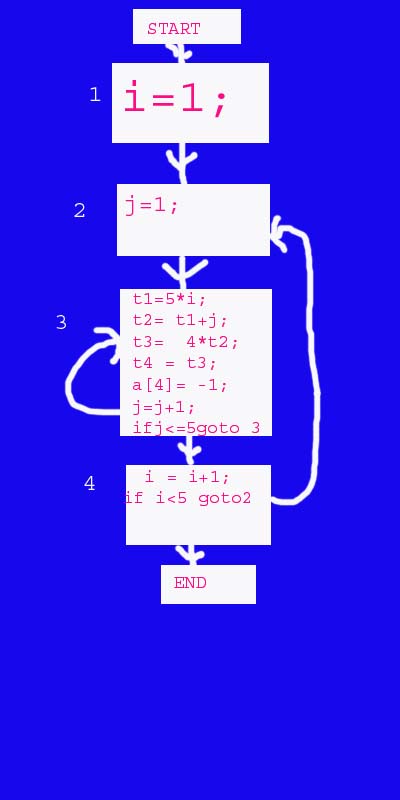 START
1
i=1;
2
j=1;
3
t1=5*i;
t2= t1+j;
t3=  4*t2;
t4 = t3;
a[4]= -1;
j=j+1;
ifj<=5goto 3
4
i = i+1;
if i<5 goto2
END